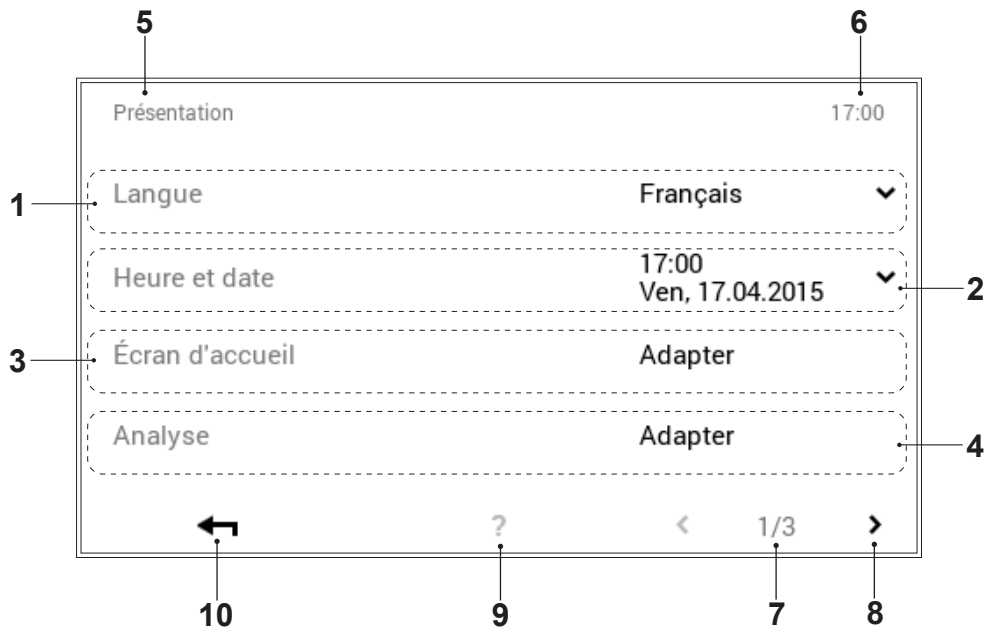 5 6
Présentation 17:00
1 Langue Français
Heure et date 17:00
Ven, 17.04.2015 2
3 Écran d'accueil Adapter
Analyse Adapter 4
? 1/3
10 9 7 8